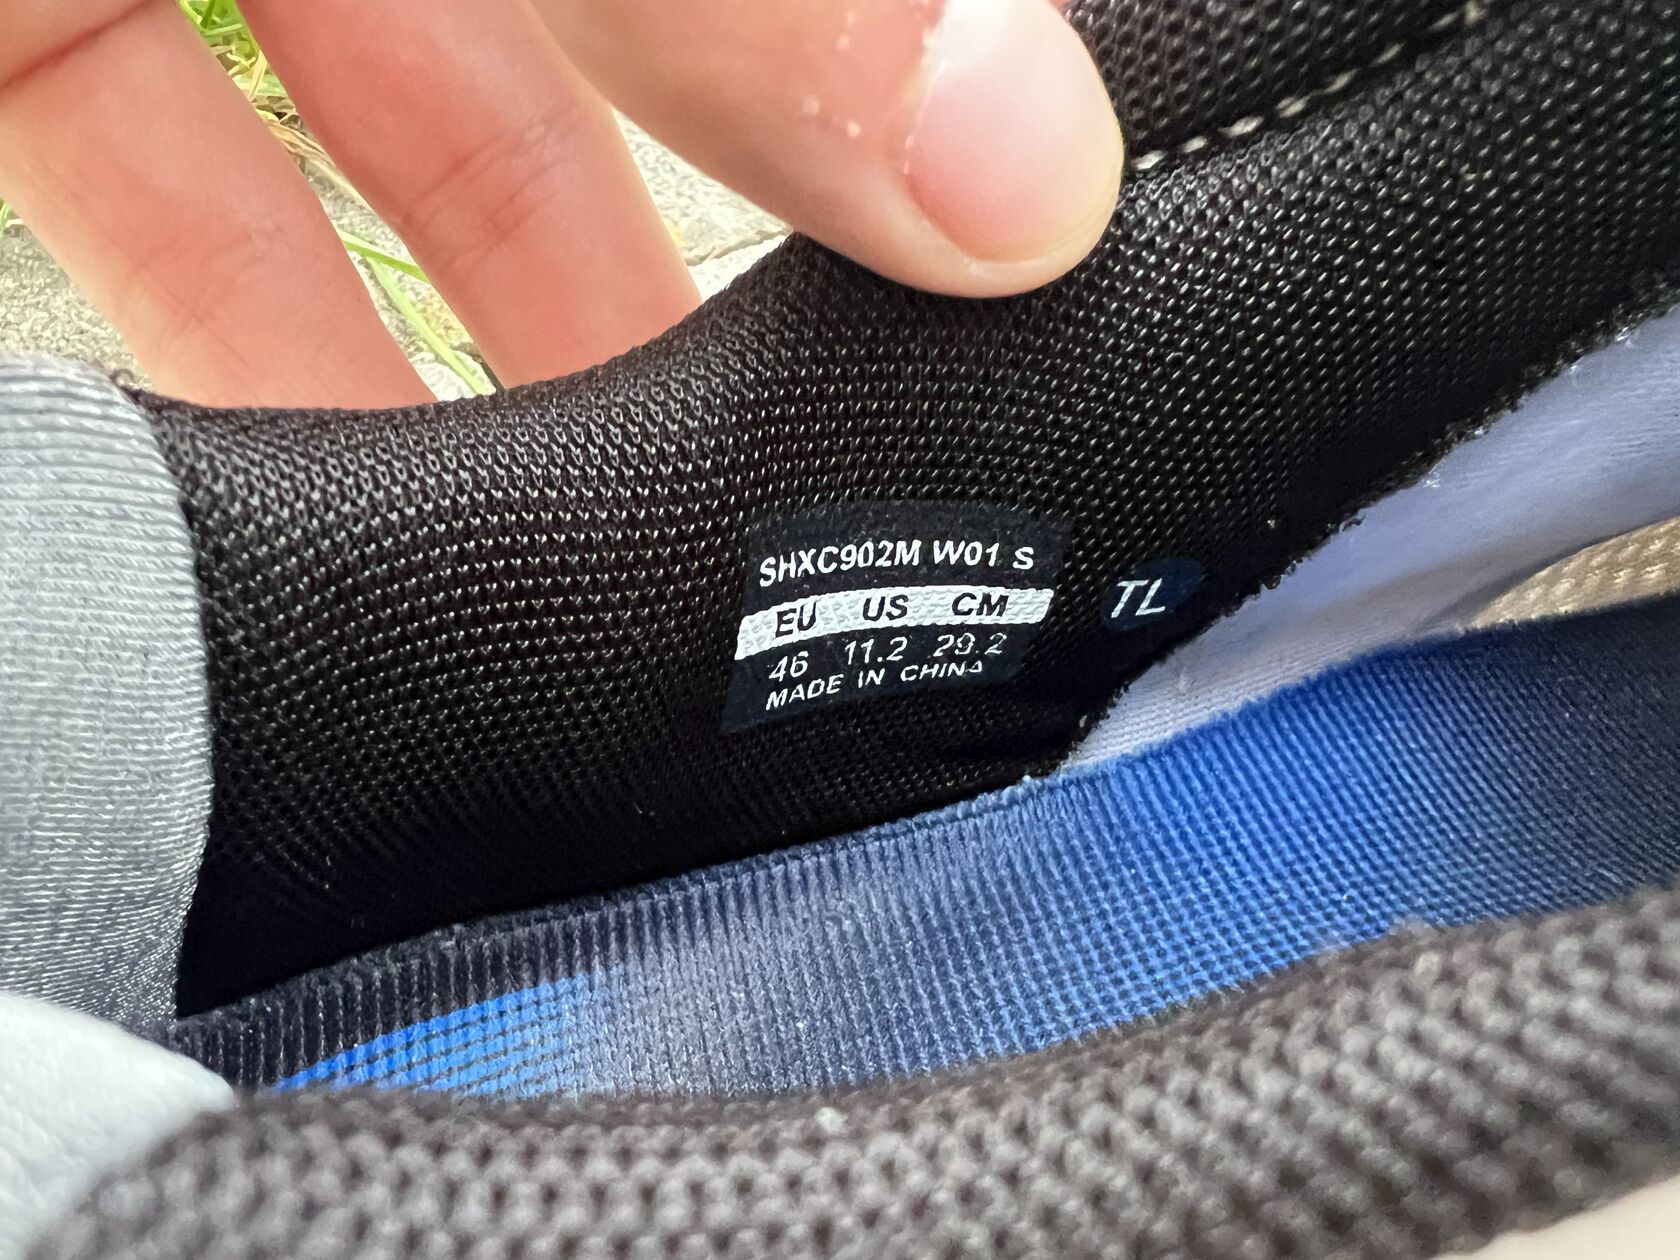 SHXC902M W01 S
EU US CM
46 11.2 29.2
MADE IN CHINA
TL